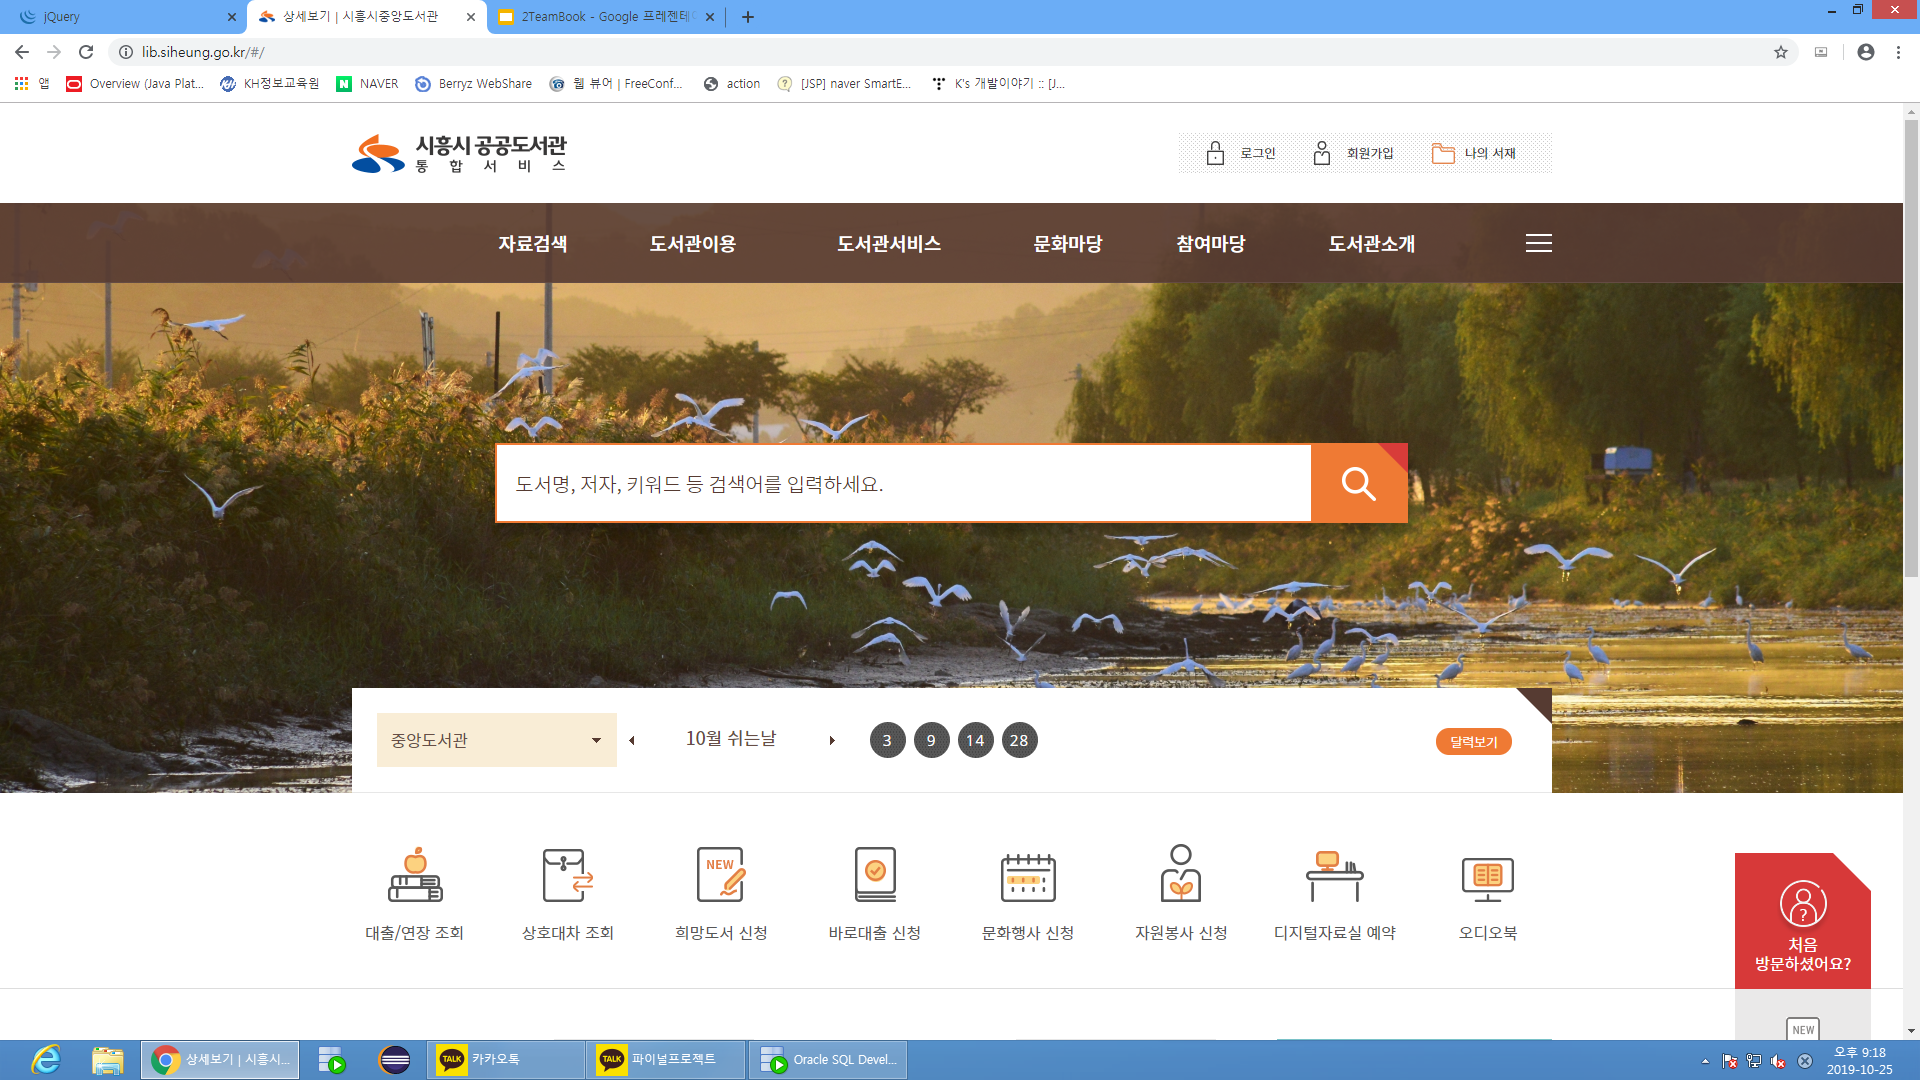 jQuery
상세보기 | 시흥시중앙도서관
2TeamBook - Google 프레젠테이
lib.siheung.go.kr/#/
앱
Overview (Java Plat...
KH정보교육원
NAVER
Berryz WebShare
웹 뷰어 | FreeConf...
action
[JSP] naver SmartE...
K's 개발이야기 :: [J...
시흥시 공공도서관
통합서비스
로그인
회원가입
나의 서재
자료검색
도서관이용
도서관서비스
문화마당
참여마당
도서관소개
도서명, 저자, 키워드 등 검색어를 입력하세요.
중앙도서관
10월 쉬는날
3
9
14
28
달력보기
NEW
대출/연장 조회
상호대차 조회
희망도서 신청
바로대출 신청
문화행사 신청
자원봉사 신청
디지털자료실 예약
오디오북
?
처음
방문하셨어요?
NEW
상세보기 | 시흥시...
TALK
카카오톡
TALK
파이널프로젝트
Oracle SQL Devel...
오후 9:18
2019-10-25